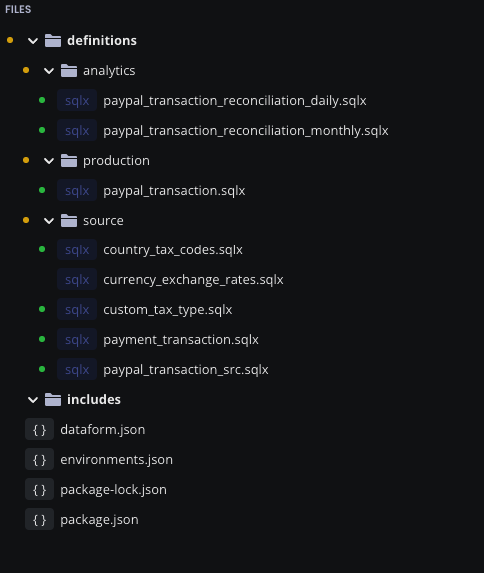 FILES
definitions
analytics
sqlx paypal_transaction_reconciliation_daily.sqlx
sqlx paypal_transaction_reconciliation_monthly.sqlx
production
sqlx paypal_transaction.sqlx
source
sqlx country_tax_codes.sqlx
sqlx currency_exchange_rates.sqlx
sqlx custom_tax_type.sqlx
sqlx payment_transaction.sqlx
sqlx paypal_transaction_src.sqlx
includes
{ } dataform.json
{ } environments.json
{ } package-lock.json
{ } package.json